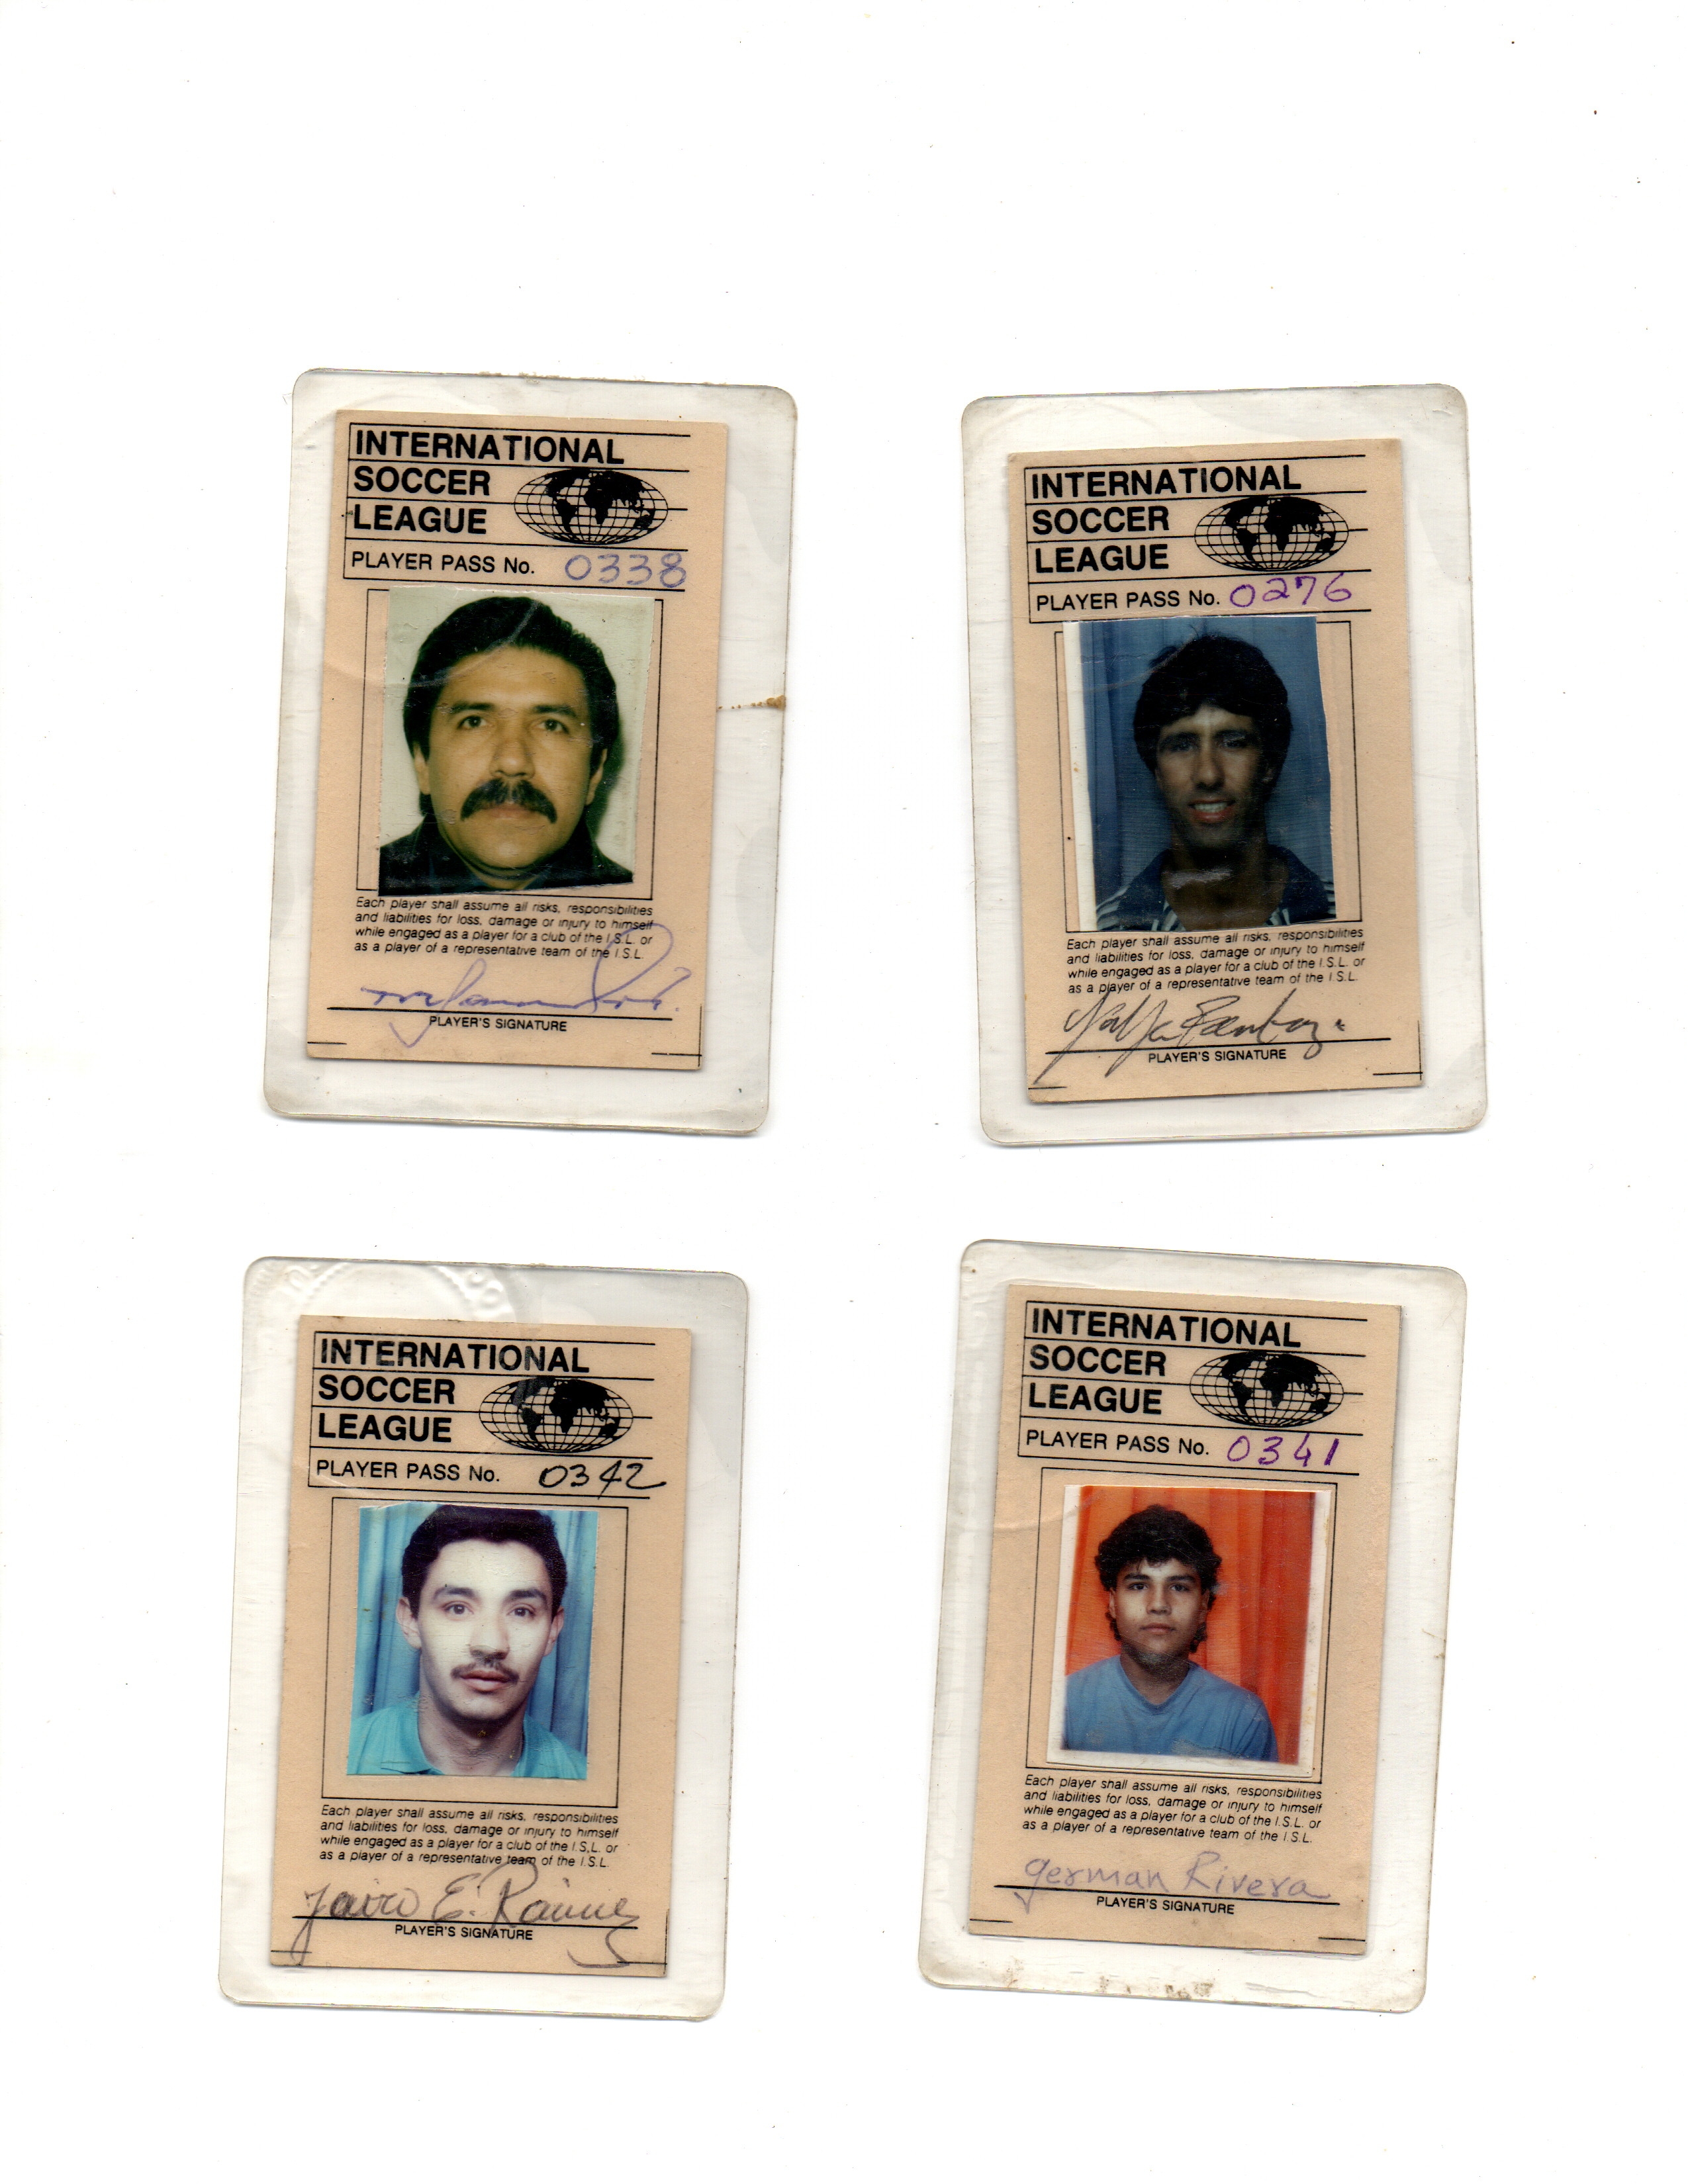 INTERNATIONAL
SOCCER
LEAGUE
PLAYER PASS No. 0338
Each player shall assume all risks, responsibilities
and liabilities for loss, damage or injury to himself
while engaged as a player for a club of the I.S.L. or
as a player of a representative team of the I.S.L.
PLAYER'S SIGNATURE
INTERNATIONAL
SOCCER
LEAGUE
PLAYER PASS No. 0276
Each player shall assume all risks, responsibilities
and liabilities for loss, damage or injury to himself
while engaged as a player for a club of the I.S.L. or
as a player of a representative team of the I.S.L.
PLAYER'S SIGNATURE
INTERNATIONAL
SOCCER
LEAGUE
PLAYER PASS No. 0342
Each player shall assume all risks, responsibilities
and liabilities for loss, damage or injury to himself
while engaged as a player for a club of the I.S.L. or
as a player of a representative team of the I.S.L.
Jairo E.
PLAYER'S SIGNATURE
INTERNATIONAL
SOCCER
LEAGUE
PLAYER PASS No. 0341
Each player shall assume all risks, responsibilities
and liabilities for loss, damage or injury to himself
while engaged as a player for a club of the I.S.L. or
as a player of a representative team of the I.S.L.
german Rivera
PLAYER'S SIGNATURE